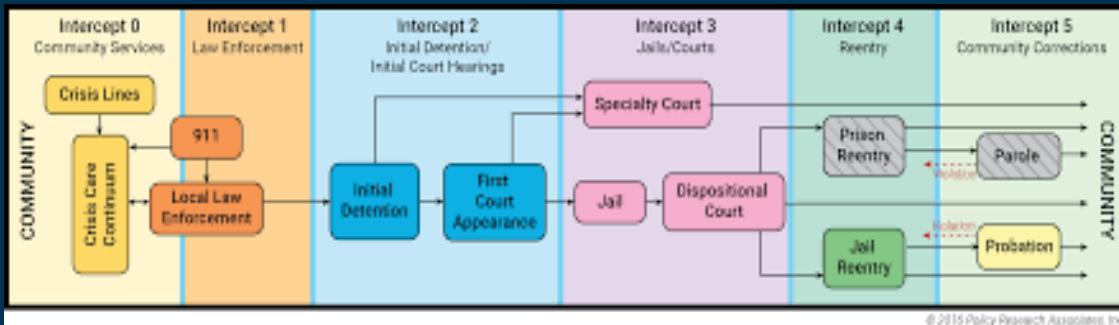 Intercept 0
Community Services
Intercept 1
Law Enforcement
Intercept 2
Initial Detention/
Initial Court Hearings
Intercept 3
Jails/Courts
Intercept 4
Reentry
Intercept 5
Community Corrections
COMMUNITY
Crisis Lines
Crisis Care
Continuum
911
Local Law
Enforcement
Initial
Detention
First
Court
Appearance
Specialty Court
Jail
Dispositional
Court
Prison
Reentry
Violation
Parole
Jail
Reentry
Violation
Probation
COMMUNITY
© 2016 Policy Research Associates, Inc